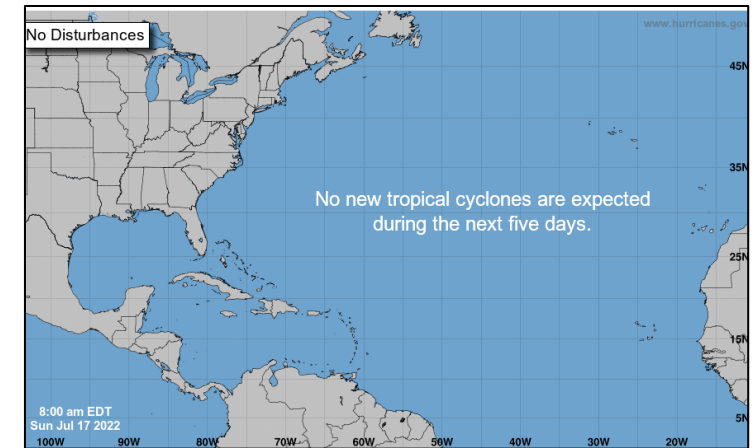 No Disturbances
www.hurricanes.gov
45N
35N
No new tropical cyclones are expected
during the next five days.
25N
15N
8:00 am EDT
Sun Jul 17 2022
5N
100W 90W 80W 70W 60W 50W 40W 30W 20W